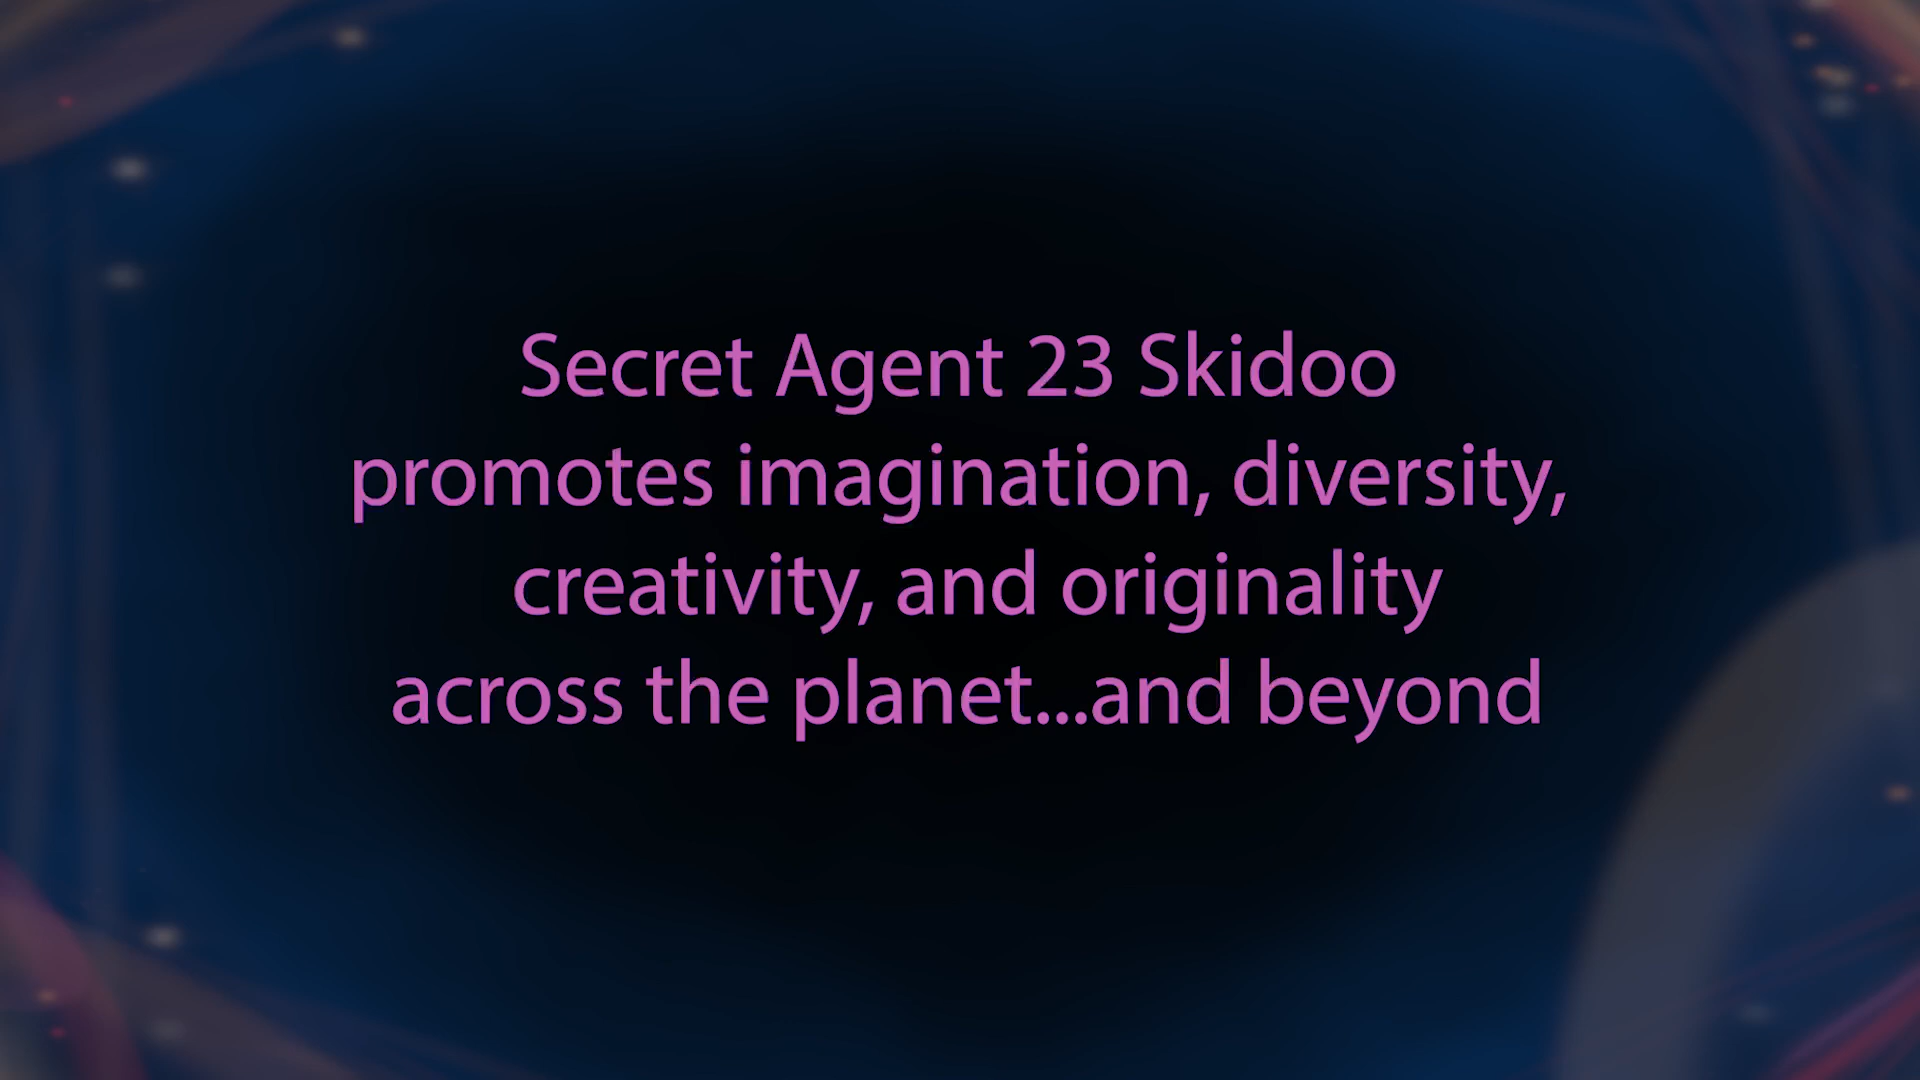 Secret Agent 23 Skidoo
promotes imagination, diversity,
creativity, and originality
across the planet...and beyond